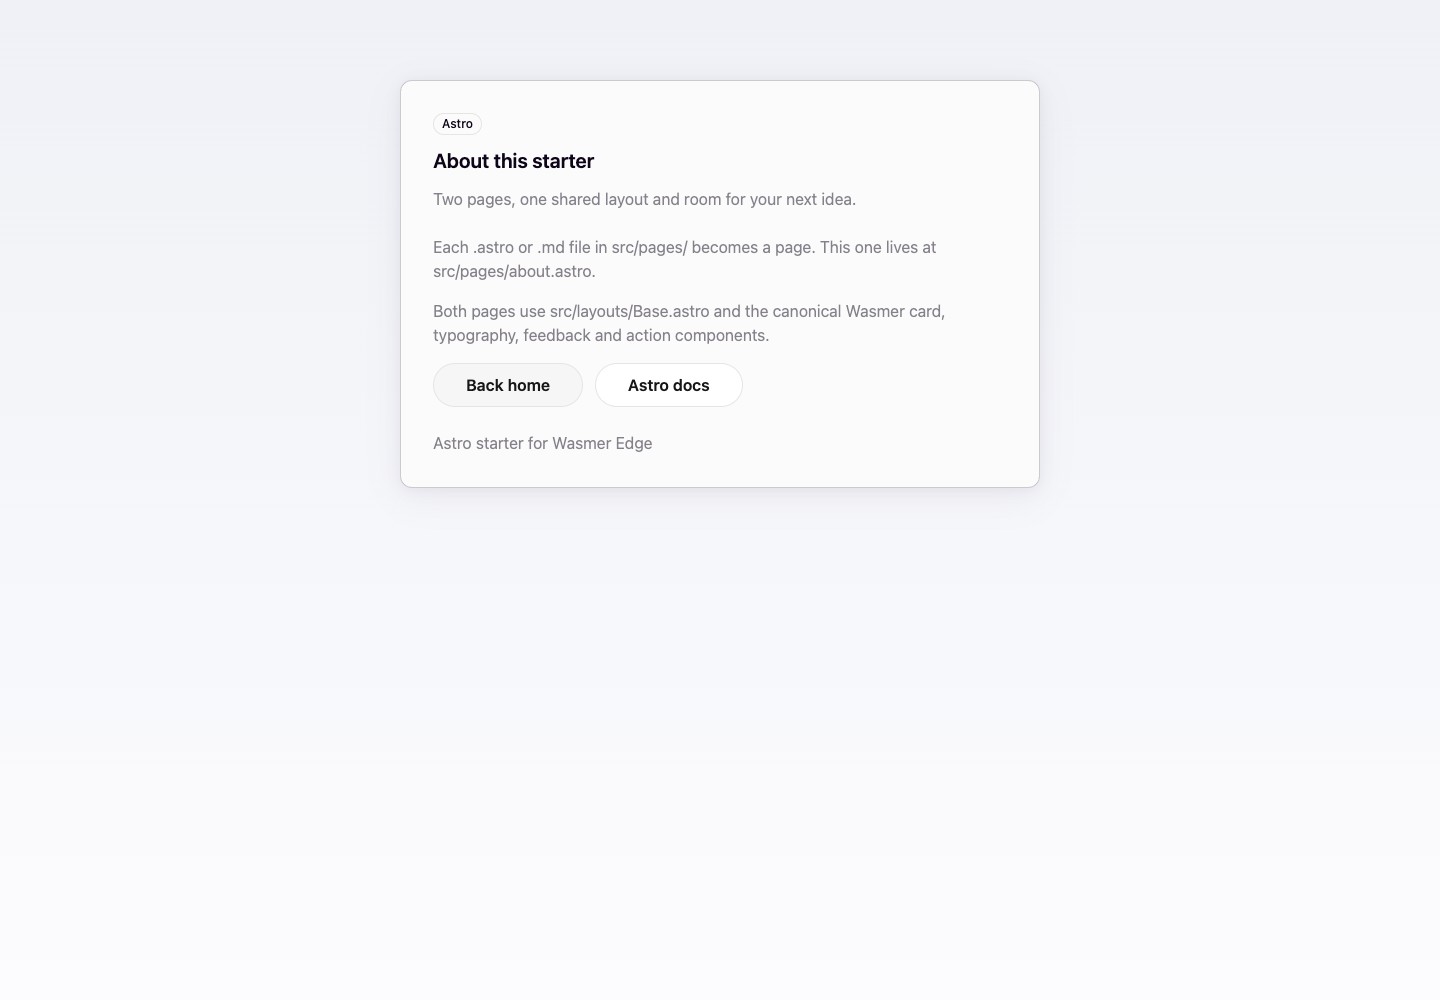 Astro
About this starter
Two pages, one shared layout and room for your next idea.
Each .astro or .md file in src/pages/ becomes a page. This one lives at
src/pages/about.astro.
Both pages use src/layouts/Base.astro and the canonical Wasmer card,
typography, feedback and action components.
Back home
Astro docs
Astro starter for Wasmer Edge